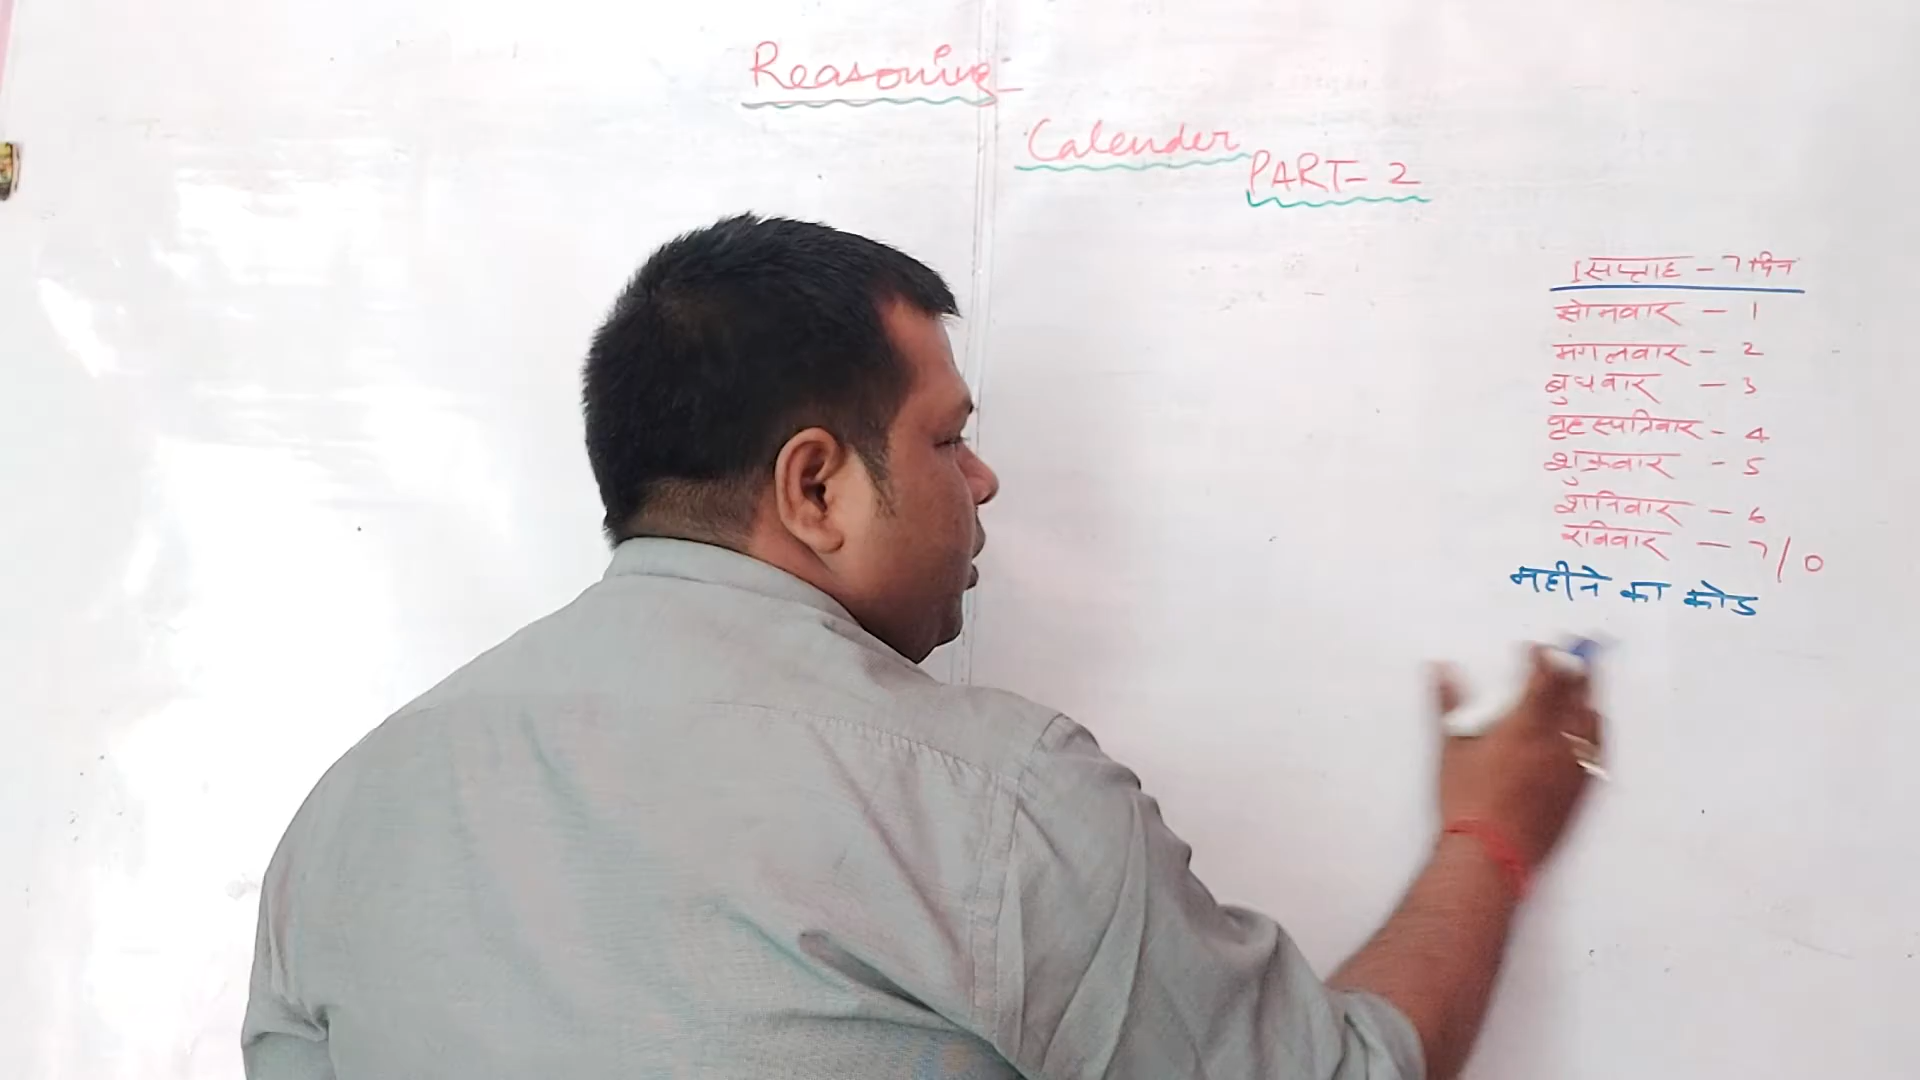 Reasoning:-
Calender
PART- 2
1सप्ताह - 7 दिन
सोमवार - 1
मंगलवार - 2
बुधवार - 3
बृहस्पतिवार - 4
शुक्रवार - 5
शनिवार - 6
रविवार - 7/0
महीने का कोड